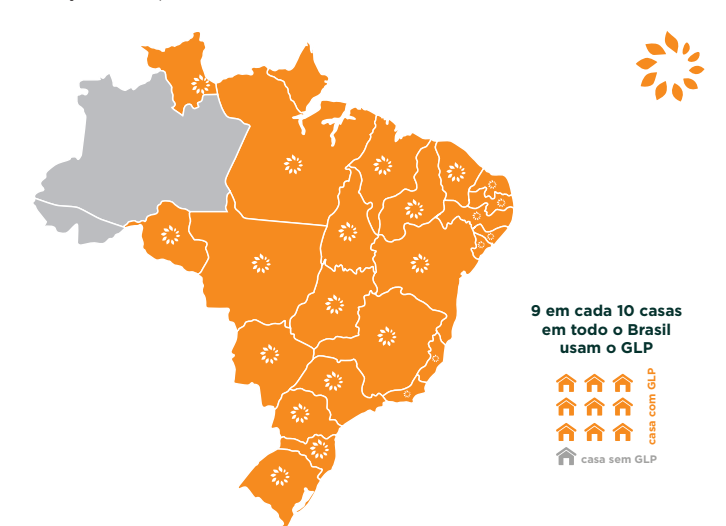 9 em cada 10 casas
em todo o Brasil
usam o GLP
casa com GLP
casa sem GLP